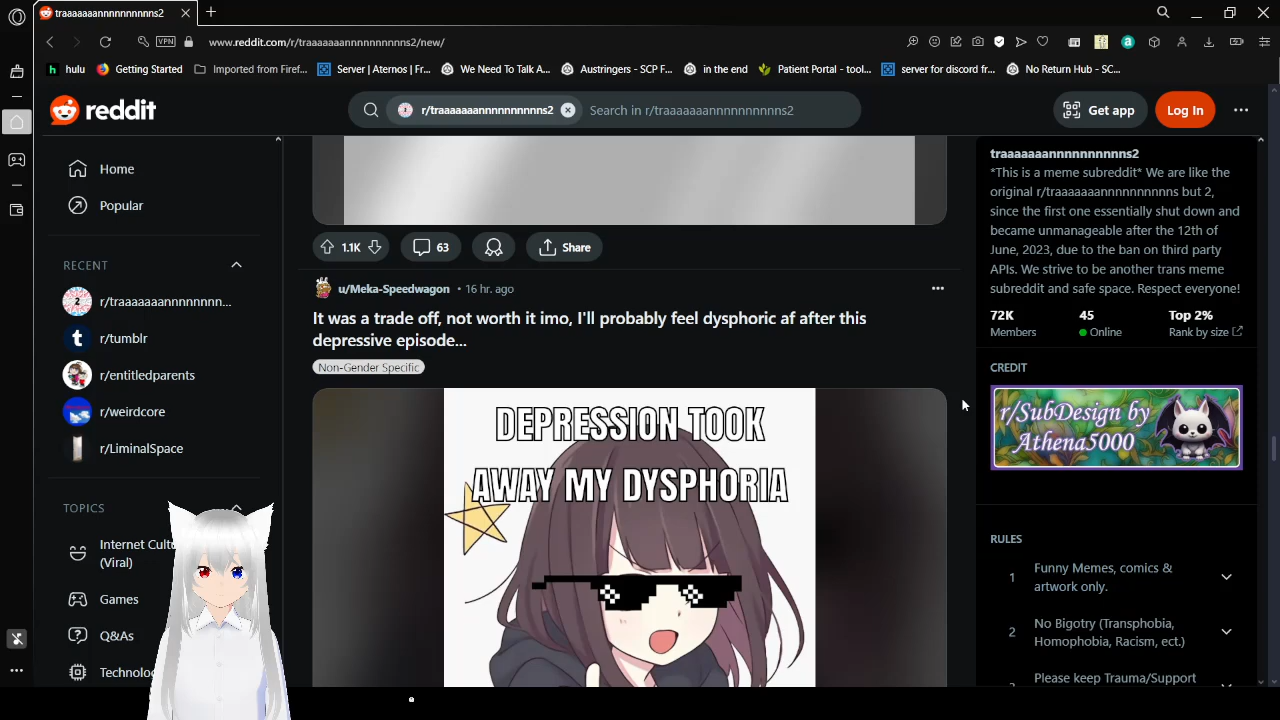 traaaaaaannnnnnnnnns2
www.reddit.com/r/traaaaaaannnnnnnnnns2/new/
VPN
hulu
Getting Started
Imported from Firef...
Server | Aternos | Fr...
We Need To Talk A...
Austringers - SCP F...
in the end
Patient Portal - tool...
server for discord fr...
No Return Hub - SC...
reddit
r/traaaaaaannnnnnnnnns2
Search in r/traaaaaaannnnnnnnnns2
Get app
Log In
Home
Popular
RECENT
r/traaaaaaannnnnnn...
r/tumblr
r/entitledparents
r/weirdcore
r/LiminalSpace
TOPICS
Internet Cult
(Viral)
Games
Q&As
Technolo
1.1K
63
Share
u/Meka-Speedwagon • 16 hr. ago
It was a trade off, not worth it imo, I'll probably feel dysphoric af after this
depressive episode...
Non-Gender Specific
DEPRESSION TOOK
AWAY MY DYSPHORIA
traaaaaaannnnnnnnnns2
*This is a meme subreddit* We are like the
original r/traaaaaaannnnnnnnnns but 2,
since the first one essentially shut down and
became unmanageable after the 12th of
June, 2023, due to the ban on third party
APIs. We strive to be another trans meme
subreddit and safe space. Respect everyone!
72K
Members
45
Online
Top 2%
Rank by size
CREDIT
r/SubDesign by
Athena5000
RULES
1
Funny Memes, comics &
artwork only.
2
No Bigotry (Transphobia,
Homophobia, Racism, ect.)
Please keep Trauma/Support